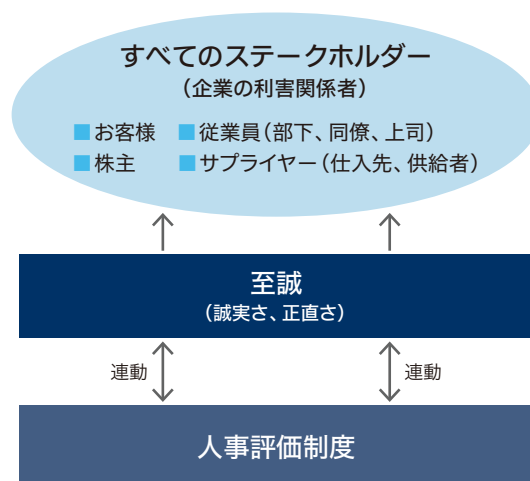 すべてのステークホルダー
（企業の利害関係者）
■お客様 ■従業員（部下、同僚、上司）
■株主 ■サプライヤー（仕入先、供給者）
至誠
（誠実さ、正直さ）
連動 連動
人事評価制度